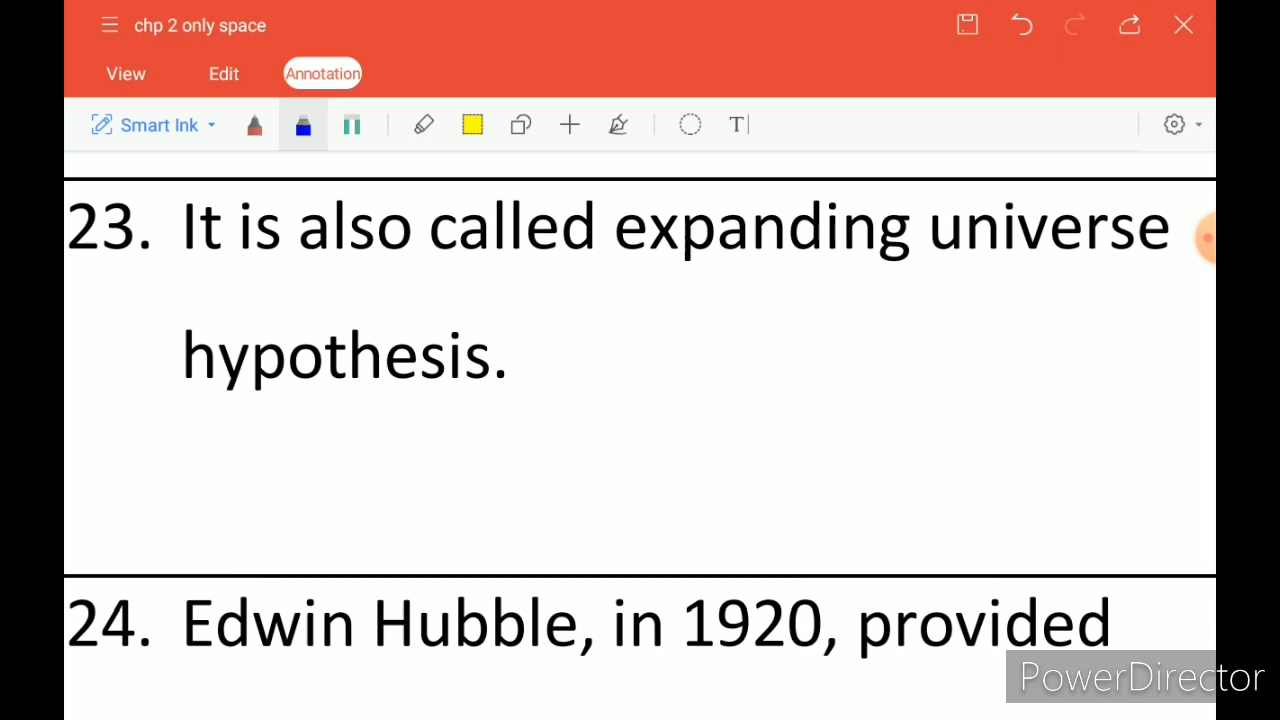 chp 2 only space
View Edit Annotation
Smart Ink T
23. It is also called expanding universe
hypothesis.
24. Edwin Hubble, in 1920, provided
PowerDirector